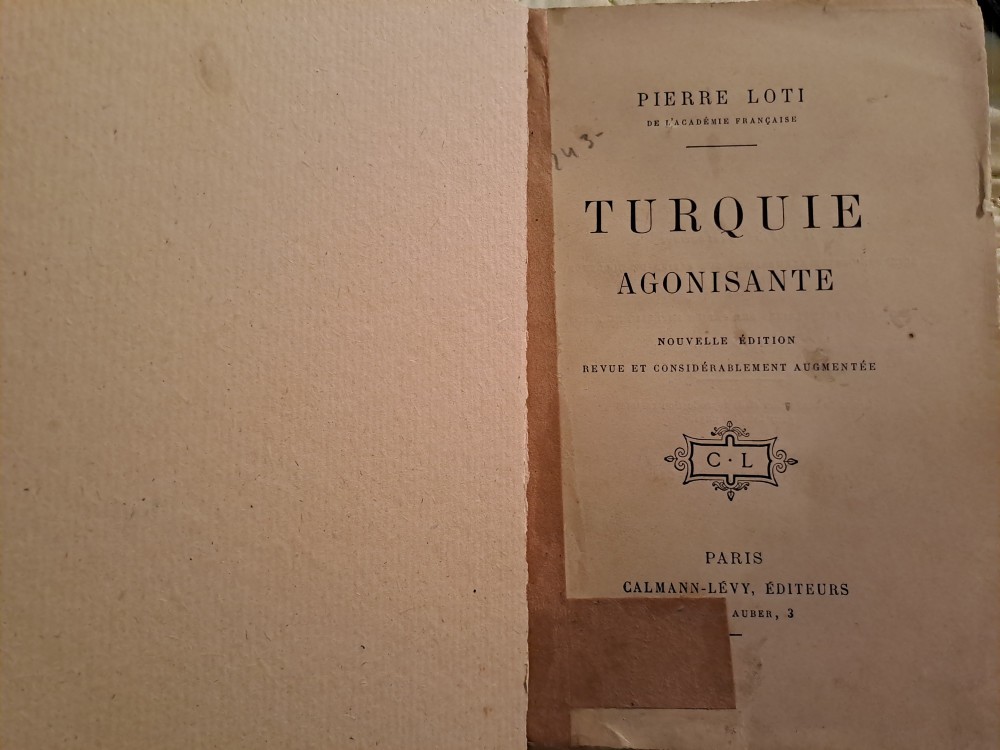 PIERRE LOTI
DE L'ACADÉMIE FRANÇAISE
43-
TURQUIE
AGONISANTE
NOUVELLE ÉDITION
REVUE ET CONSIDÉRABLEMENT AUGMENTÉE
C · L
PARIS
CALMANN-LÉVY, ÉDITEURS
AUBER, 3